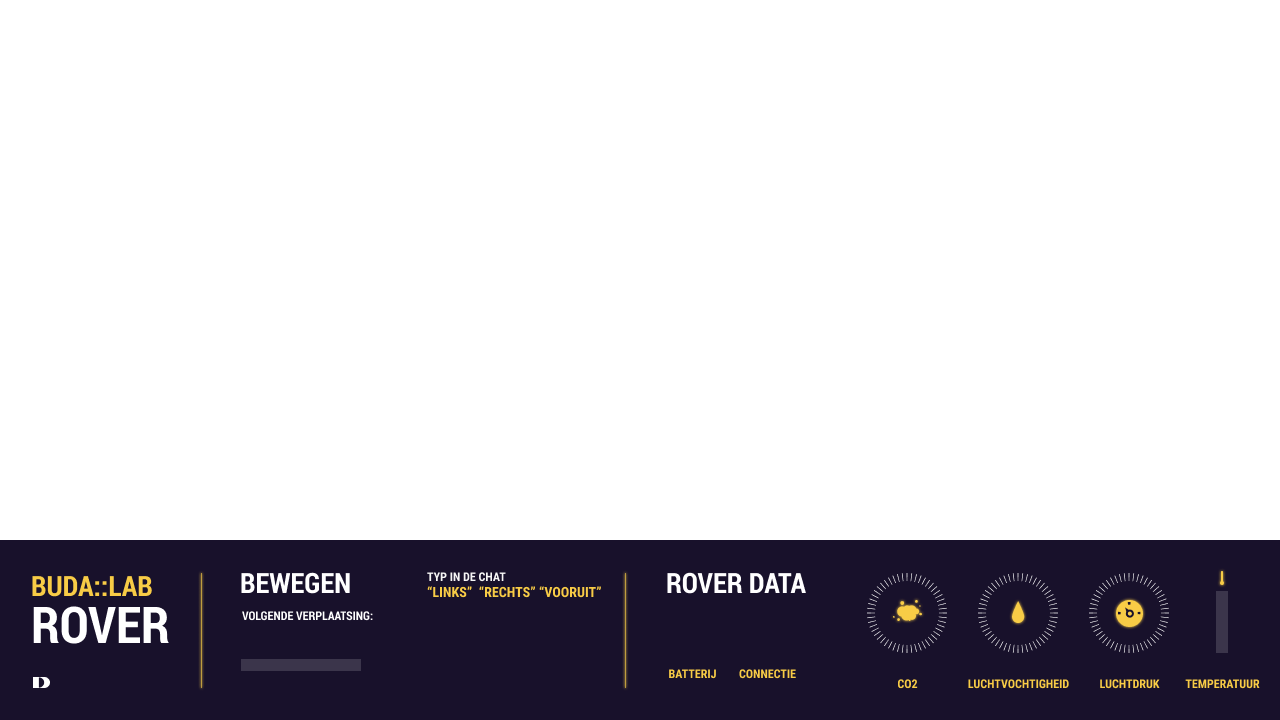 BUDA::LAB
ROVER
D
BEWEGEN
VOLGENDE VERPLAATSING:
TYP IN DE CHAT
“LINKS” “RECHTS” “VOORUIT”
ROVER DATA
BATTERIJ
CONNECTIE
CO2
LUCHTVOCHTIGHEID
LUCHTDRUK
TEMPERATUUR